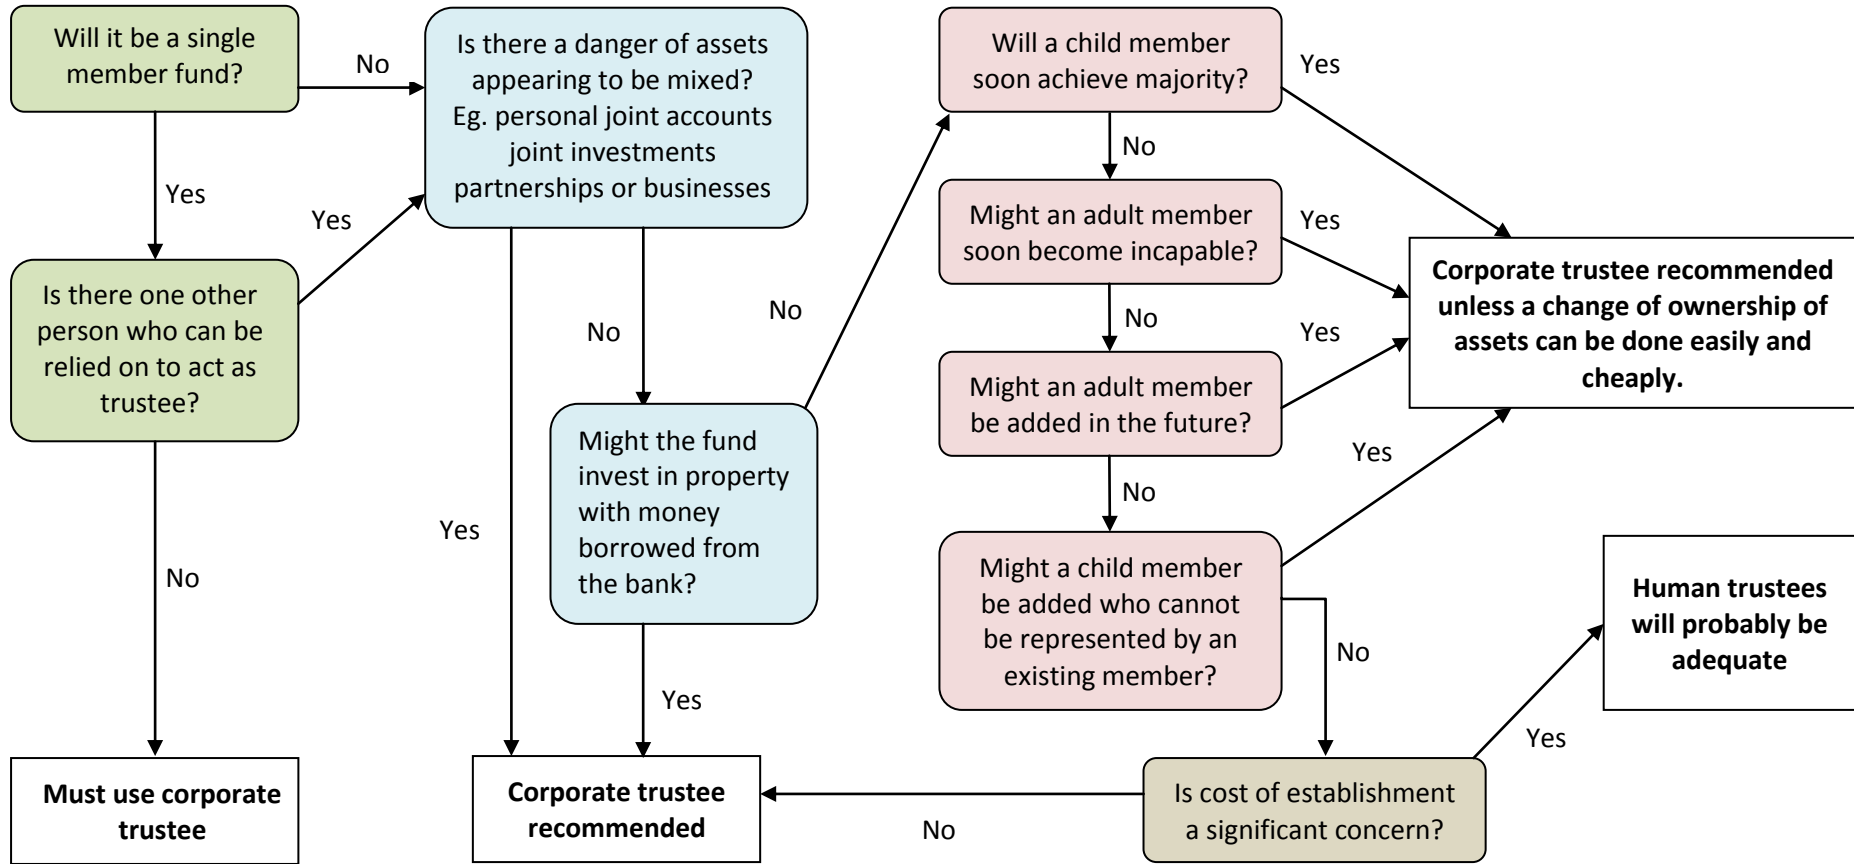 Will it be a single
member fund?
No
Yes
Is there one other
person who can be
relied on to act as
trustee?
Yes
No
Must use corporate
trustee
Is there a danger of assets
appearing to be mixed?
Eg. personal joint accounts
joint investments
partnerships or businesses
Yes
No
Might the fund
invest in property
with money
borrowed from
the bank?
No
Yes
Corporate trustee
recommended
Will a child member
soon achieve majority?
Yes
No
Might an adult member
soon become incapable?
Yes
No
Might an adult member
be added in the future?
Yes
No
Might a child member
be added who cannot
be represented by an
existing member?
Yes
No
Corporate trustee recommended
unless a change of ownership of
assets can be done easily and
cheaply.
Is cost of establishment
a significant concern?
No
Yes
Human trustees
will probably be
adequate